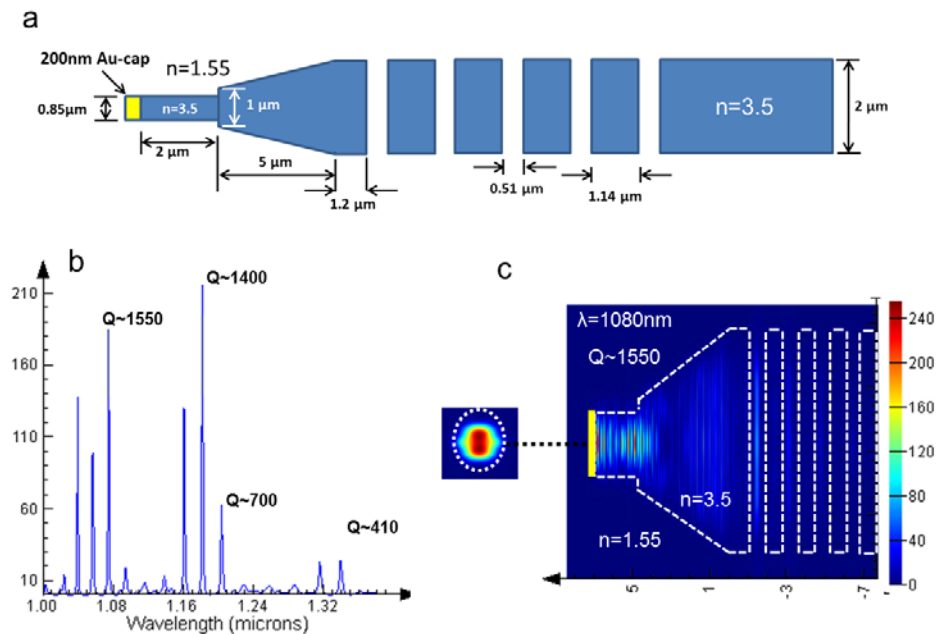 a
200nm Au-cap
n=1.55
0.85μm
n=3.5
1 μm
n=3.5
2 μm
2 μm
5 μm
1.2 μm
0.51 μm
1.14 μm
b
210
160
110
60
10
Q~1550
Q~1400
Q~700
Q~410
1.00 1.08 1.16 1.24 1.32
Wavelength (microns)
c
λ=1080nm
Q~1550
n=3.5
n=1.55
5 1 -3 -7
240
200
160
120
80
40
0